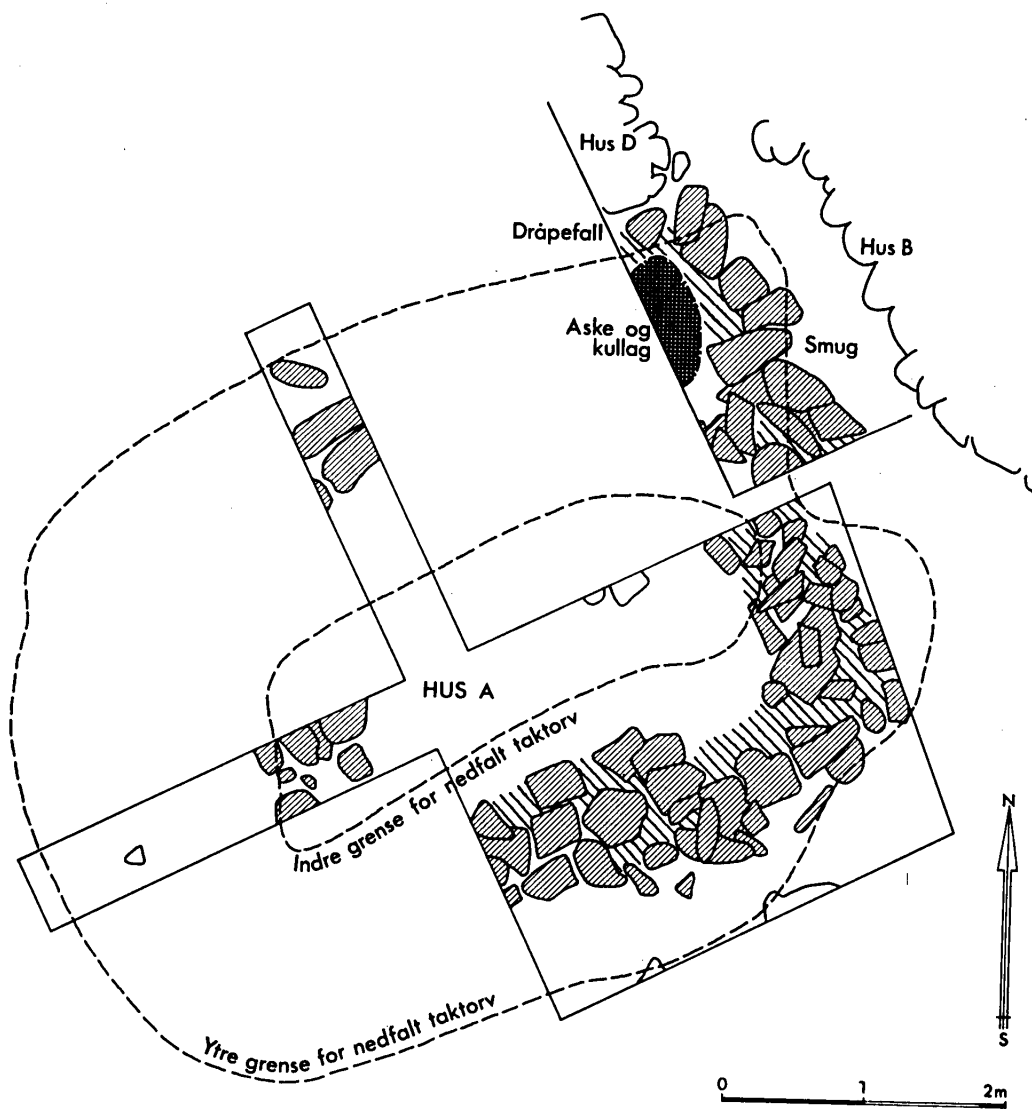 Hus D
Dråpefall
Hus B
Aske og
kullag
Smug
HUS A
Indre grense for nedfalt taktorv
Ytre grense for nedfalt taktorv
N
S
0 1 2m